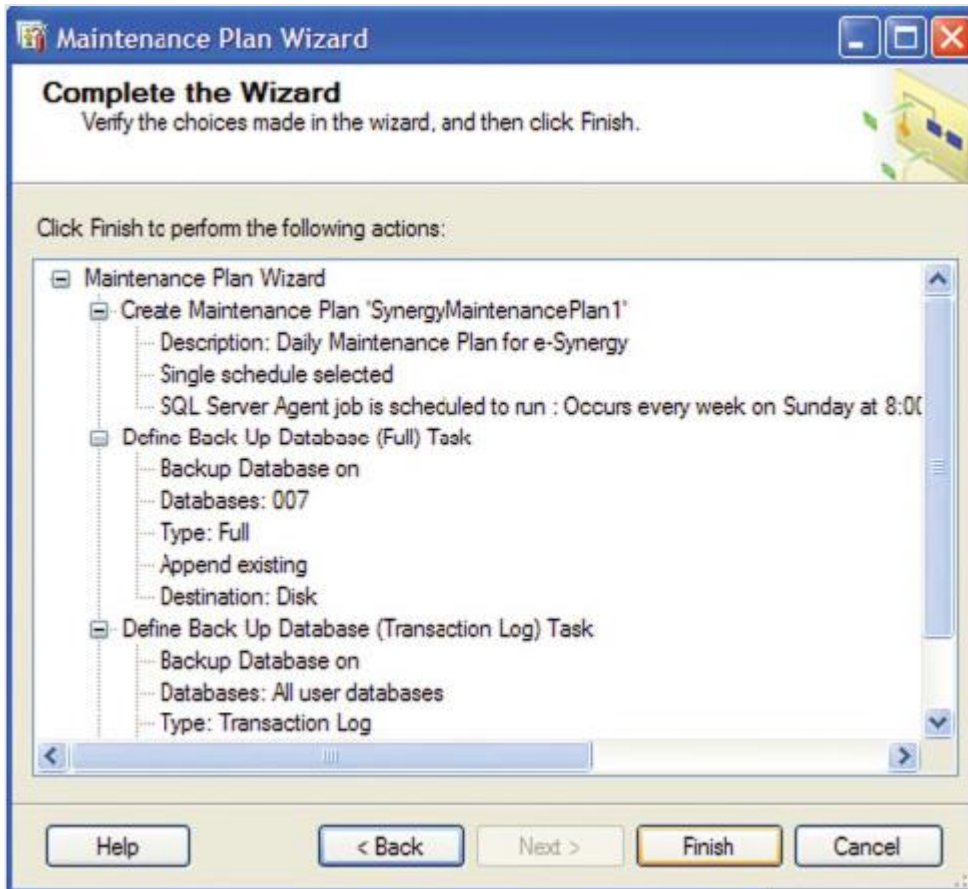 Maintenance Plan Wizard
Complete the Wizard
Verify the choices made in the wizard, and then click Finish.
Click Finish to perform the following actions:
Maintenance Plan Wizard
Create Maintenance Plan 'SynergyMaintenancePlan1'
Description: Daily Maintenance Plan for e-Synergy
Single schedule selected
SQL Server Agent job is scheduled to run : Occurs every week on Sunday at 8:00
Define Back Up Database (Full) Task
Backup Database on
Databases: 007
Type: Full
Append existing
Destination: Disk
Define Back Up Database (Transaction Log) Task
Backup Database on
Databases: All user databases
Type: Transaction Log
Help < Back Next > Finish Cancel